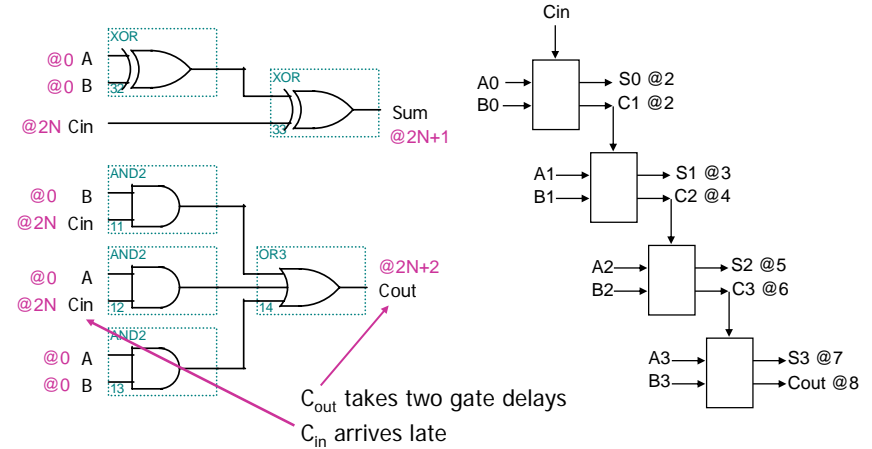 XOR
@0 A
@0 B
32
XOR
@2N Cin
33
Sum
@2N+1
AND2
@0 B
@2N Cin
11
AND2
@0 A
@2N Cin
12
OR3
14
@2N+2
Cout
AND2
@0 A
@0 B
13
Cout takes two gate delays
Cin arrives late
Cin
A0
B0
S0 @2
C1 @2
A1
B1
S1 @3
C2 @4
A2
B2
S2 @5
C3 @6
A3
B3
S3 @7
Cout @8